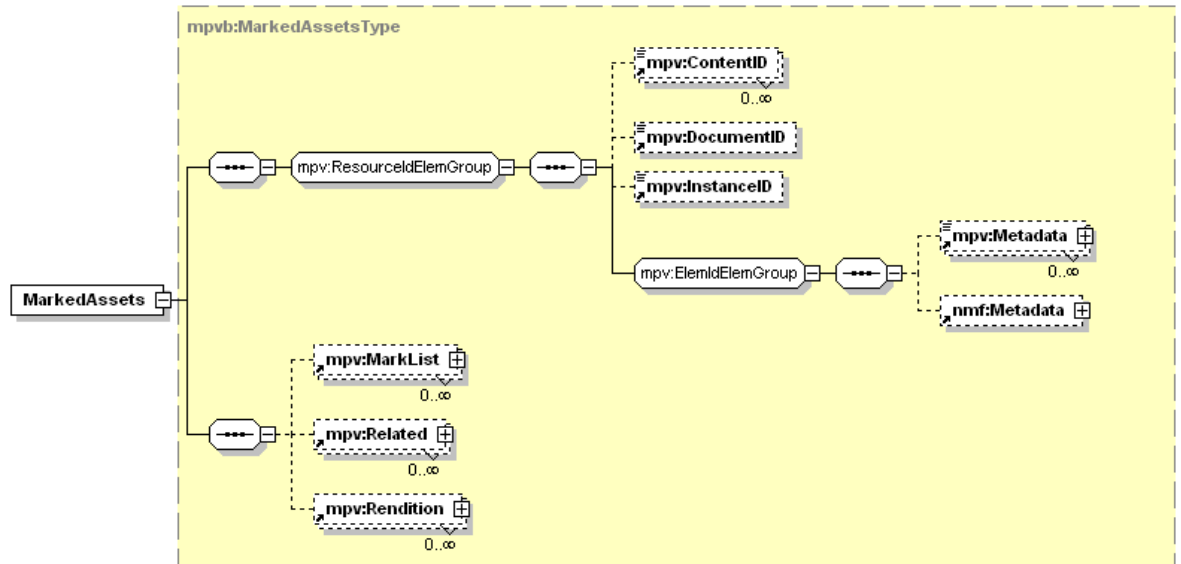 mpvb:MarkedAssetsType
mpv:ContentID
0..∞
mpv:DocumentID
mpv:ResourceIdElemGroup
mpv:InstanceID
mpv:Metadata
0..∞
mpv:ElemIdElemGroup
nmf:Metadata
MarkedAssets
mpv:MarkList
0..∞
mpv:Related
0..∞
mpv:Rendition
0..∞